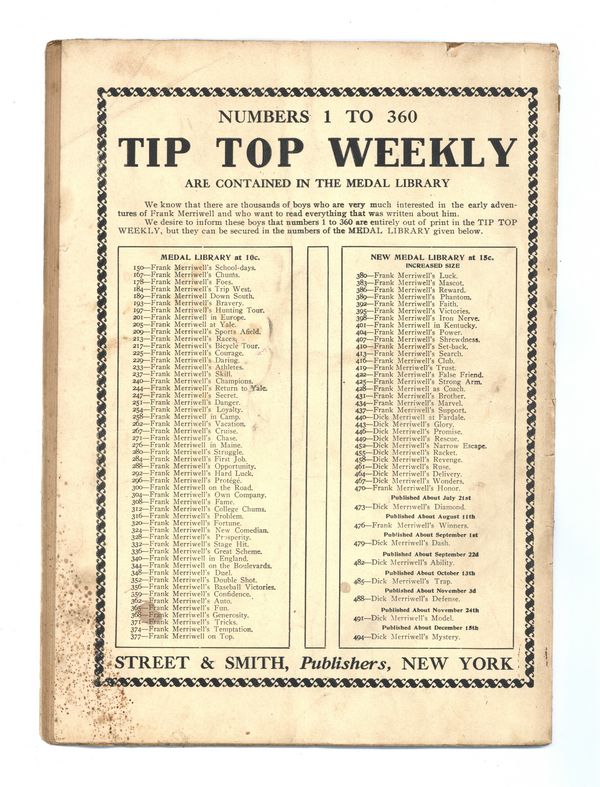 NUMBERS 1 TO 360
TIP TOP WEEKLY
ARE CONTAINED IN THE MEDAL LIBRARY
We know that there are thousands of boys who are very much interested in the early adven-
tures of Frank Merriwell and who want to read everything that was written about him.
We desire to inform these boys that numbers 1 to 360 are entirely out of print in the TIP TOP
WEEKLY, but they can be secured in the numbers of the MEDAL LIBRARY given below.
MEDAL LIBRARY at 10c.
150—Frank Merriwell's School-days.
167—Frank Merriwell's Chums.
178—Frank Merriwell's Foes.
184—Frank Merriwell's Trip West.
189—Frank Merriwell Down South.
193—Frank Merriwell's Bravery.
197—Frank Merriwell's Hunting Tour.
201—Frank Merriwell in Europe.
205—Frank Merriwell at Yale.
209—Frank Merriwell's Sports Afield.
213—Frank Merriwell's Races.
217—Frank Merriwell's Bicycle Tour.
225—Frank Merriwell's Courage.
229—Frank Merriwell's Daring.
233—Frank Merriwell's Athletes.
237—Frank Merriwell's Skill.
240—Frank Merriwell's Champions.
244—Frank Merriwell's Return to Yale.
247—Frank Merriwell's Secret.
251—Frank Merriwell's Danger.
254—Frank Merriwell's Loyalty.
258—Frank Merriwell in Camp.
262—Frank Merriwell's Vacation.
267—Frank Merriwell's Cruise.
271—Frank Merriwell's Chase.
276—Frank Merriwell in Maine.
280—Frank Merriwell's Struggle.
284—Frank Merriwell's First Job.
288—Frank Merriwell's Opportunity.
292—Frank Merriwell's Hard Luck.
296—Frank Merriwell's Protégé.
300—Frank Merriwell on the Road.
304—Frank Merriwell's Own Company.
308—Frank Merriwell's Fame.
312—Frank Merriwell's College Chums.
316—Frank Merriwell's Problem.
320—Frank Merriwell's Fortune.
324—Frank Merriwell's New Comedian.
328—Frank Merriwell's Prosperity.
332—Frank Merriwell's Stage Hit.
336—Frank Merriwell's Great Scheme.
340—Frank Merriwell in England.
344—Frank Merriwell on the Boulevards.
348—Frank Merriwell's Duel.
352—Frank Merriwell's Double Shot.
356—Frank Merriwell's Baseball Victories.
359—Frank Merriwell's Confidence.
362—Frank Merriwell's Auto.
365—Frank Merriwell's Fun.
368—Frank Merriwell's Generosity.
371—Frank Merriwell's Tricks.
374—Frank Merriwell's Temptation.
377—Frank Merriwell on Top.
NEW MEDAL LIBRARY at 15c.
INCREASED SIZE
380—Frank Merriwell's Luck.
383—Frank Merriwell's Mascot.
386—Frank Merriwell's Reward.
389—Frank Merriwell's Phantom.
392—Frank Merriwell's Faith.
395—Frank Merriwell's Victories.
398—Frank Merriwell's Iron Nerve.
401—Frank Merriwell in Kentucky.
404—Frank Merriwell's Power.
407—Frank Merriwell's Shrewdness.
410—Frank Merriwell's Set-back.
413—Frank Merriwell's Search.
416—Frank Merriwell's Club.
419—Frank Merriwell's Trust.
422—Frank Merriwell's False Friend.
425—Frank Merriwell's Strong Arm.
428—Frank Merriwell as Coach.
431—Frank Merriwell's Brother.
434—Frank Merriwell's Marvel.
437—Frank Merriwell's Support.
440—Dick Merriwell at Fardale.
443—Dick Merriwell's Glory.
446—Dick Merriwell's Promise.
449—Dick Merriwell's Rescue.
452—Dick Merriwell's Narrow Escape.
455—Dick Merriwell's Racket.
458—Dick Merriwell's Revenge.
461—Dick Merriwell's Ruse.
464—Dick Merriwell's Delivery.
467—Dick Merriwell's Wonders.
470—Frank Merriwell's Honor.
Published About July 21st
473—Dick Merriwell's Diamond.
Published About August 11th
476—Frank Merriwell's Winners.
Published About September 1st
479—Dick Merriwell's Dash.
Published About September 22d
482—Dick Merriwell's Ability.
Published About October 13th
485—Dick Merriwell's Trap.
Published About November 3d
488—Dick Merriwell's Defense.
Published About November 24th
491—Dick Merriwell's Model.
Published About December 15th
494—Dick Merriwell's Mystery.
STREET & SMITH, Publishers, NEW YORK